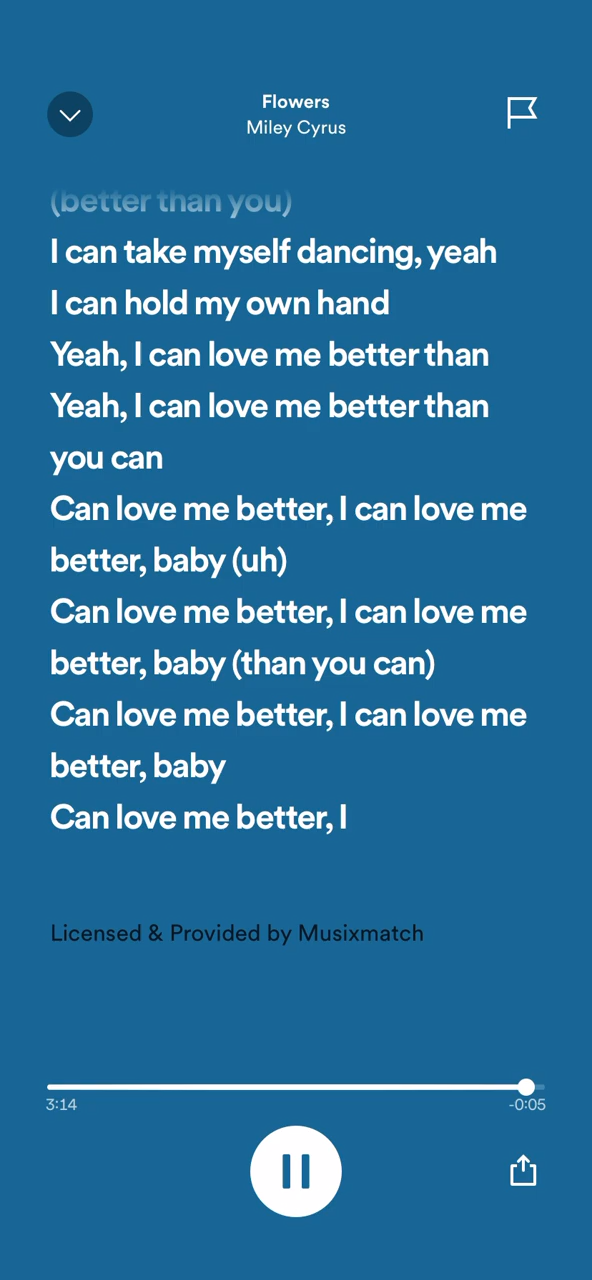 Flowers
Miley Cyrus
(better than you)
I can take myself dancing, yeah
I can hold my own hand
Yeah, I can love me better than
Yeah, I can love me better than
you can
Can love me better, I can love me
better, baby (uh)
Can love me better, I can love me
better, baby (than you can)
Can love me better, I can love me
better, baby
Can love me better, I
Licensed & Provided by Musixmatch
3:14
-0:05